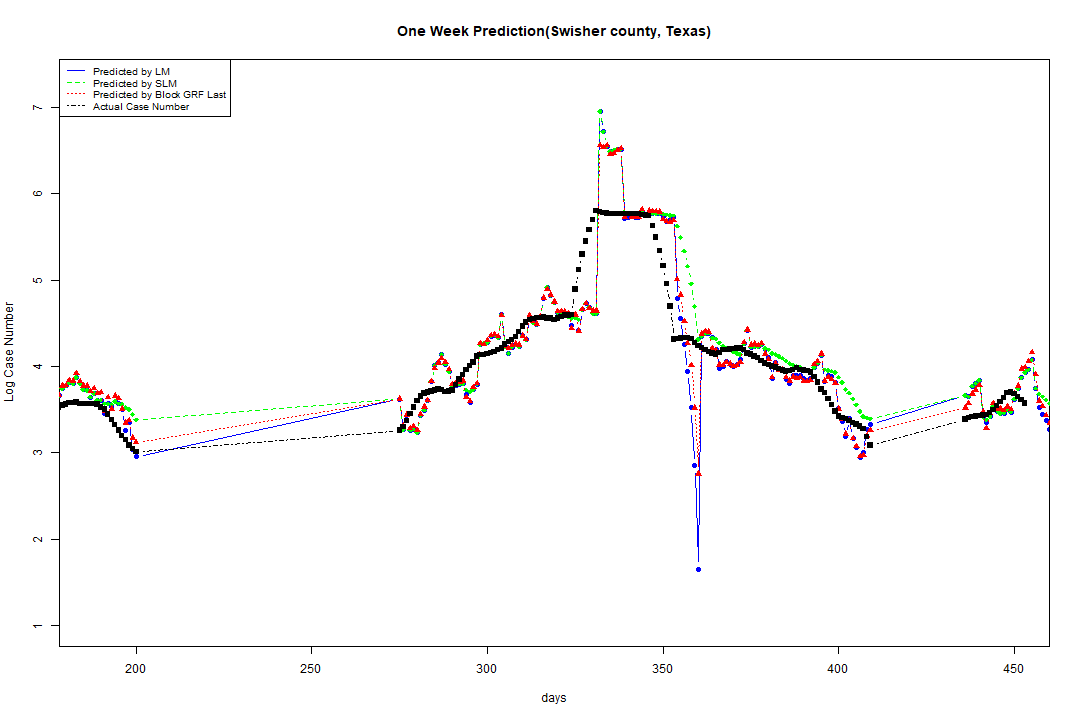 One Week Prediction(Swisher county, Texas)
Predicted by LM
Predicted by SLM
Predicted by Block GRF Last
Actual Case Number
Log Case Number
7
6
5
4
3
2
1
200 250 300 350 400 450
days